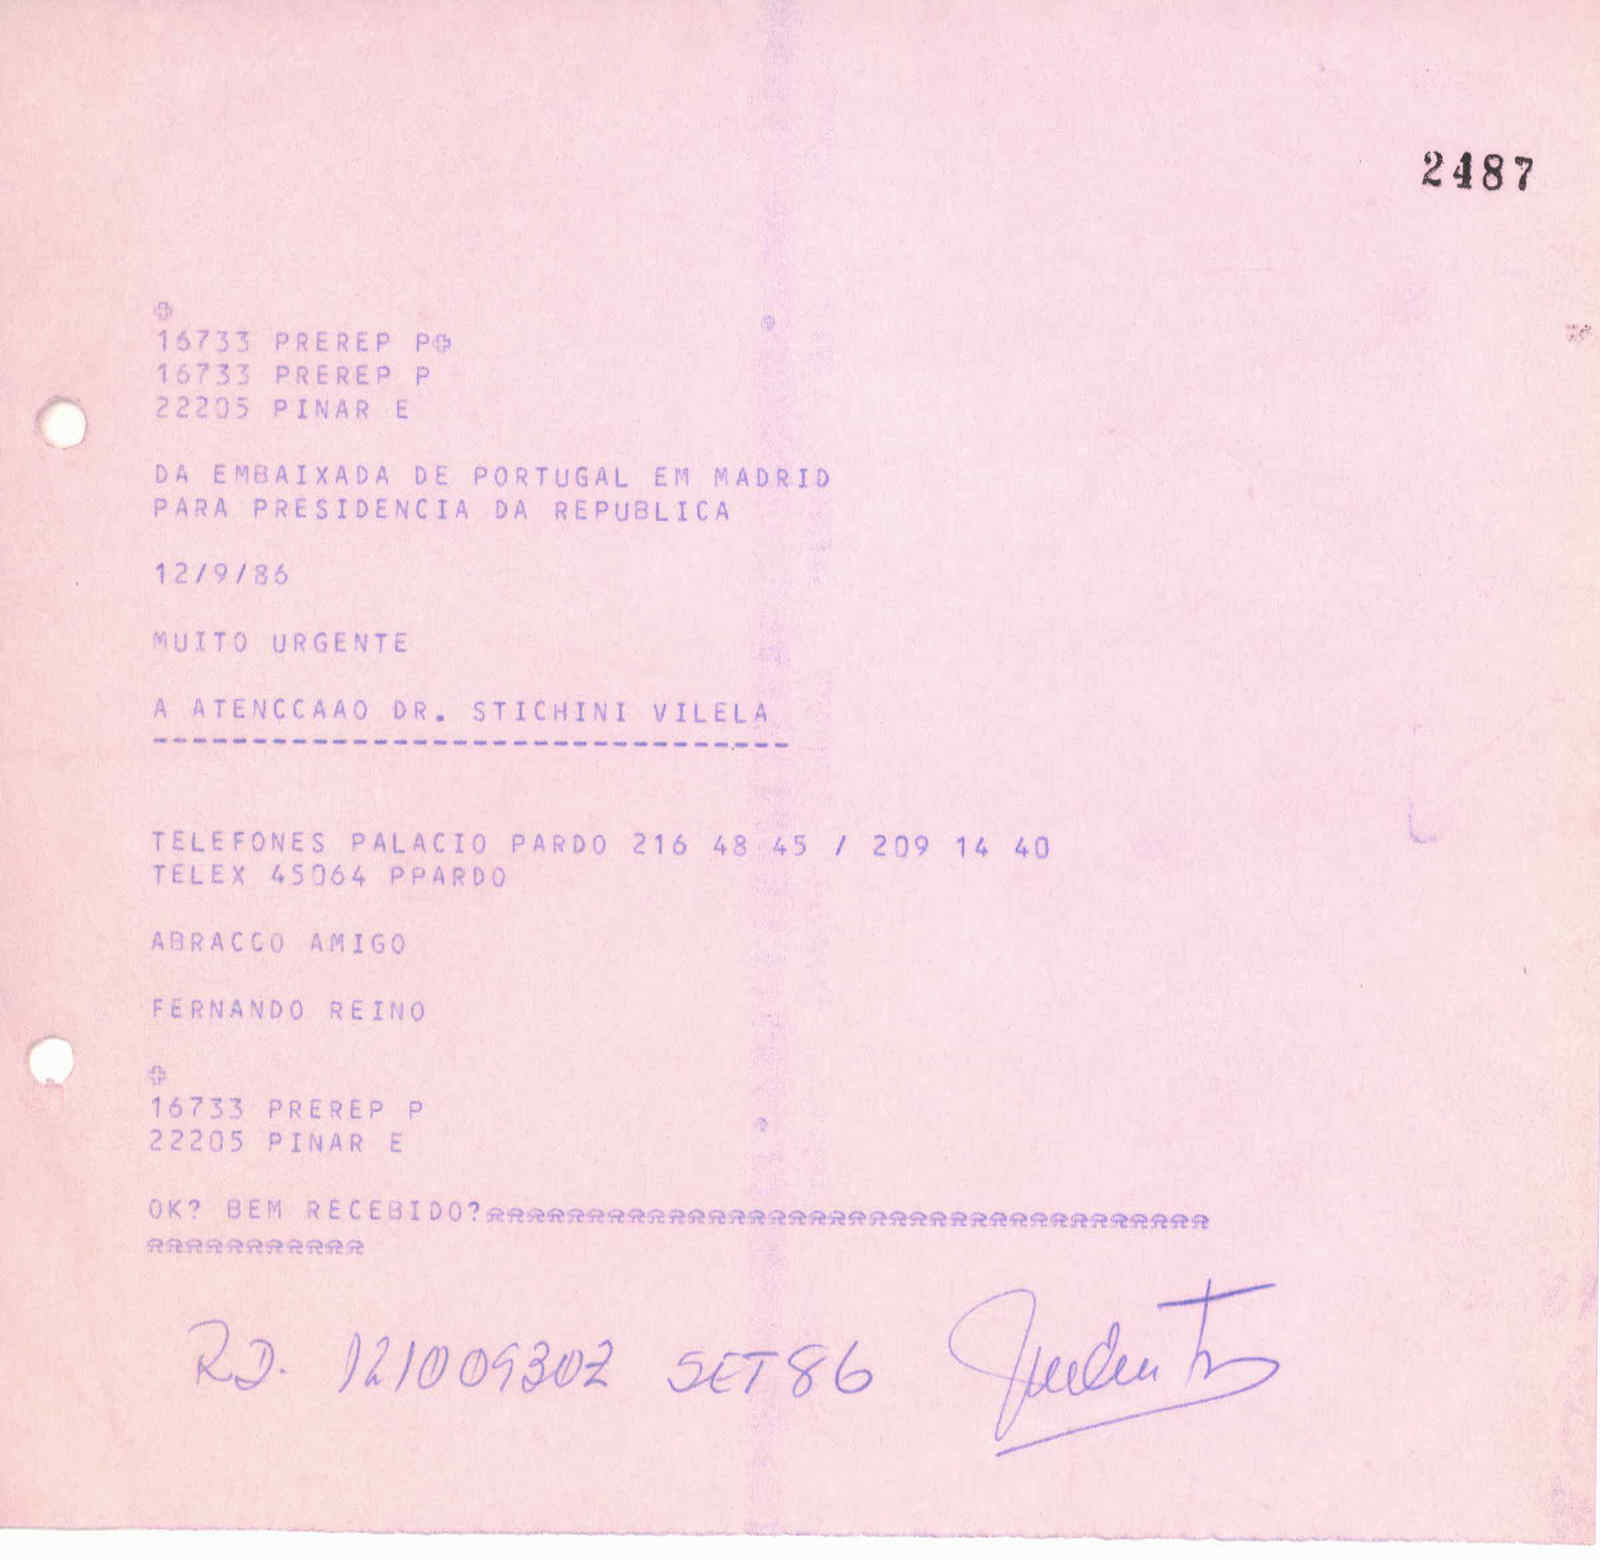 2487
16733 PREREP P
16733 PREREP P
22205 PINAR E
DA EMBAIXADA DE PORTUGAL EM MADRID
PARA PRESIDENCIA DA REPUBLICA
12/9/86
MUITO URGENTE
A ATENCCAAO DR. STICHINI VILELA
--------------------------------
TELEFONES PALACIO PARDO 216 48 45 / 209 14 40
TELEX 45064 PPARDO
ABRACCO AMIGO
FERNANDO REINO
16733 PREREP P
22205 PINAR E
OK? BEM RECEBIDO?
RD. 12100930Z SET86